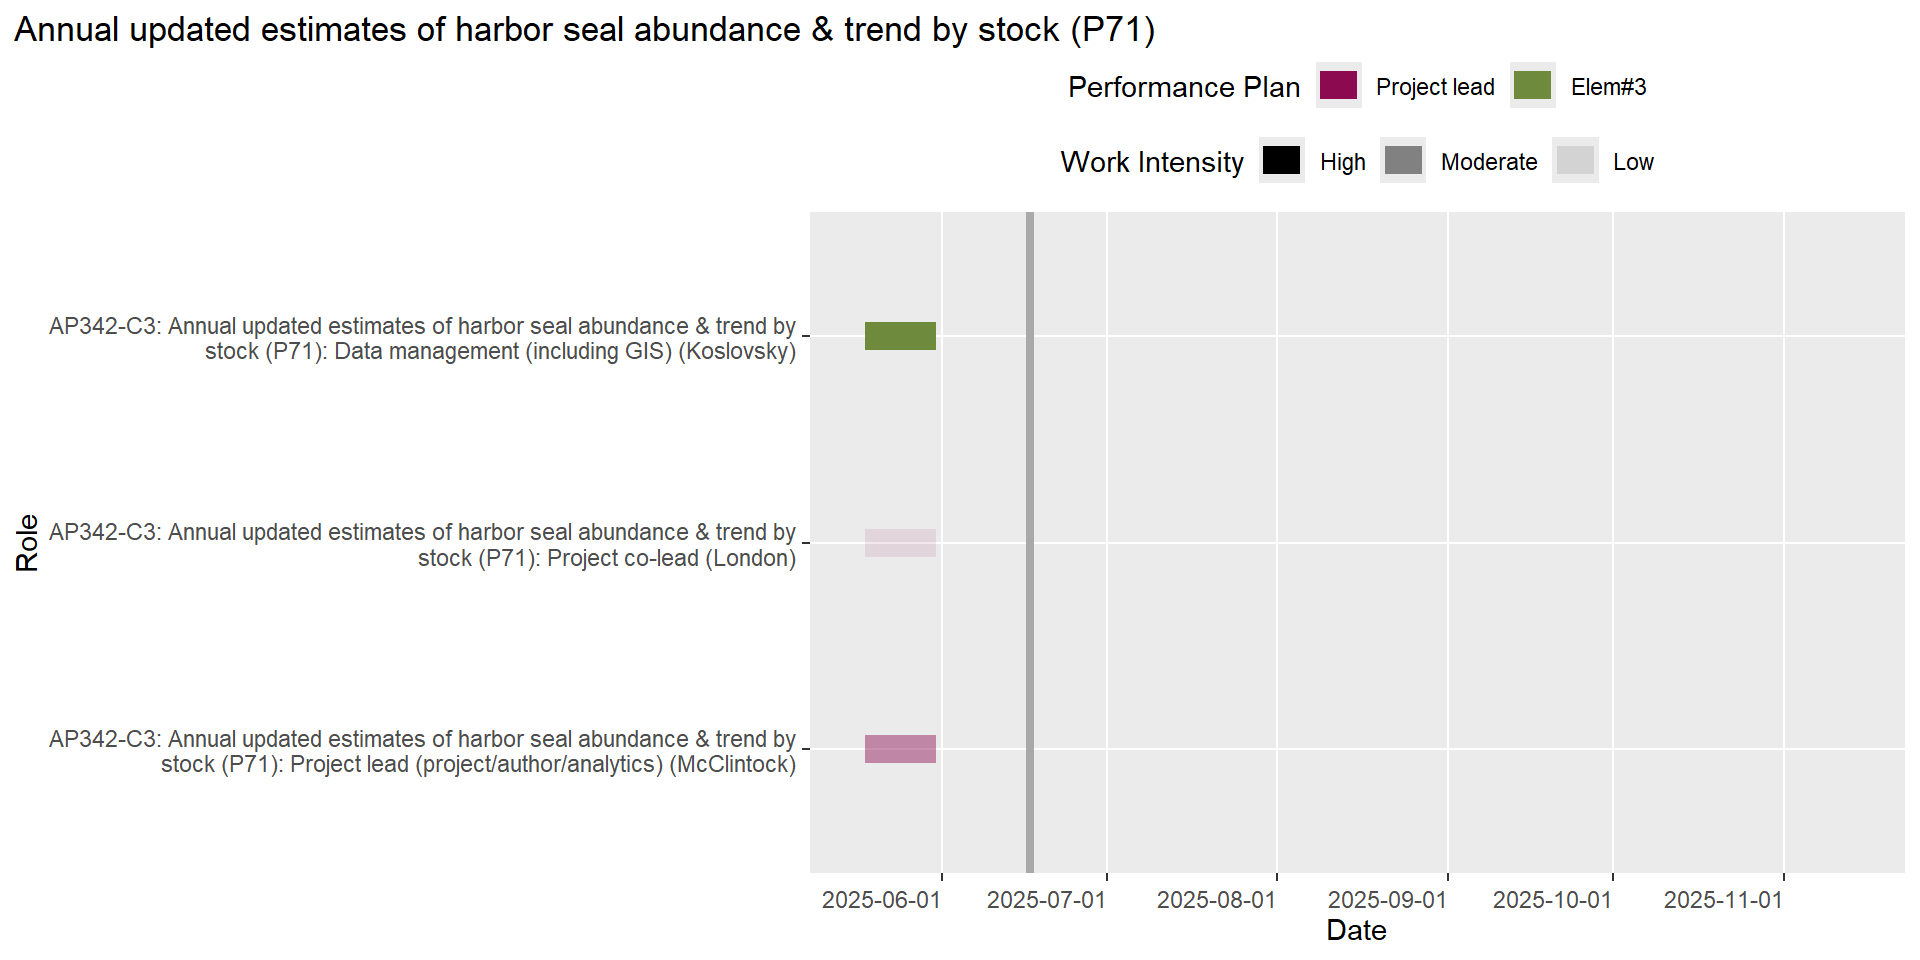 Annual updated estimates of harbor seal abundance & trend by stock (P71)
Performance Plan Project lead Elem#3
Work Intensity High Moderate Low
AP342-C3: Annual updated estimates of harbor seal abundance & trend by
stock (P71): Data management (including GIS) (Koslovsky)
Role
AP342-C3: Annual updated estimates of harbor seal abundance & trend by
stock (P71): Project co-lead (London)
AP342-C3: Annual updated estimates of harbor seal abundance & trend by
stock (P71): Project lead (project/author/analytics) (McClintock)
2025-06-01 2025-07-01 2025-08-01 2025-09-01 2025-10-01 2025-11-01
Date